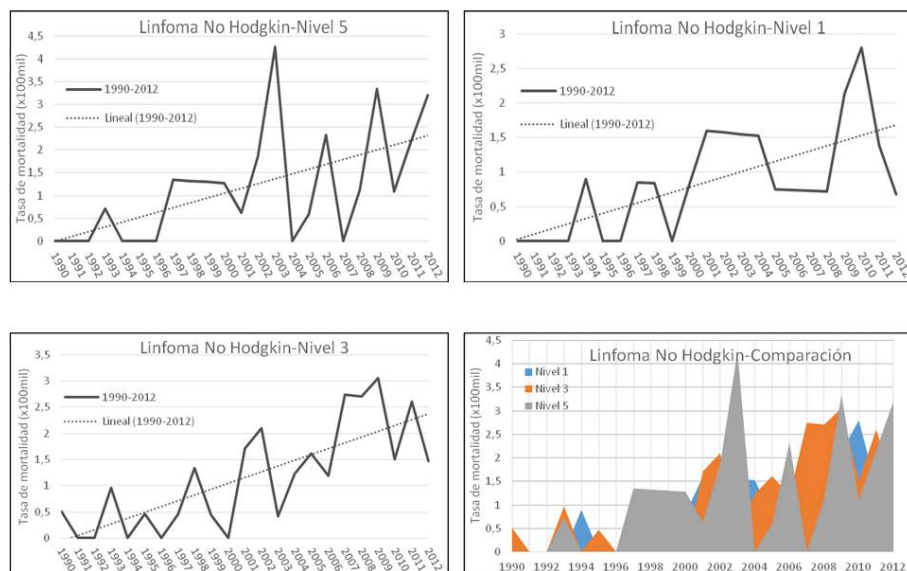 Linfoma No Hodgkin-Nivel 5
Tasa de mortalidad (x100mil)
4,5
4
3,5
3
2,5
2
1,5
1
0,5
0
1990-2012
Lineal (1990-2012)
1990 1991 1992 1993 1994 1995 1996 1997 1998 1999 2000 2001 2002 2003 2004 2005 2006 2007 2008 2009 2010 2011 2012
Linfoma No Hodgkin-Nivel 1
Tasa de mortalidad (x100mil)
3
2,5
2
1,5
1
0,5
0
1990-2012
Lineal (1990-2012)
1990 1991 1992 1993 1994 1995 1996 1997 1998 1999 2000 2001 2002 2003 2004 2005 2006 2007 2008 2009 2010 2011 2012
Linfoma No Hodgkin-Nivel 3
Tasa de mortalidad (x100mil)
3,5
3
2,5
2
1,5
1
0,5
0
1990-2012
Lineal (1990-2012)
1990 1991 1992 1993 1994 1995 1996 1997 1998 1999 2000 2001 2002 2003 2004 2005 2006 2007 2008 2009 2010 2011 2012
Linfoma No Hodgkin-Comparación
Tasa de mortalidad (x100mil)
4,5
4
3,5
3
2,5
2
1,5
1
0,5
0
Nivel 1
Nivel 3
Nivel 5
1990 1992 1994 1996 1998 2000 2002 2004 2006 2008 2010 2012